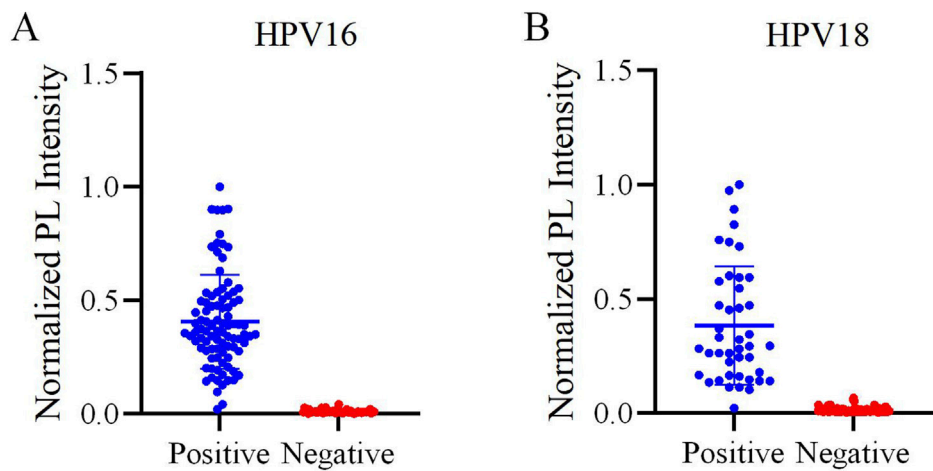 A
HPV16
Normalized PL Intensity
1.5
1.0
0.5
0.0
Positive Negative
B
HPV18
Normalized PL Intensity
1.5
1.0
0.5
0.0
Positive Negative